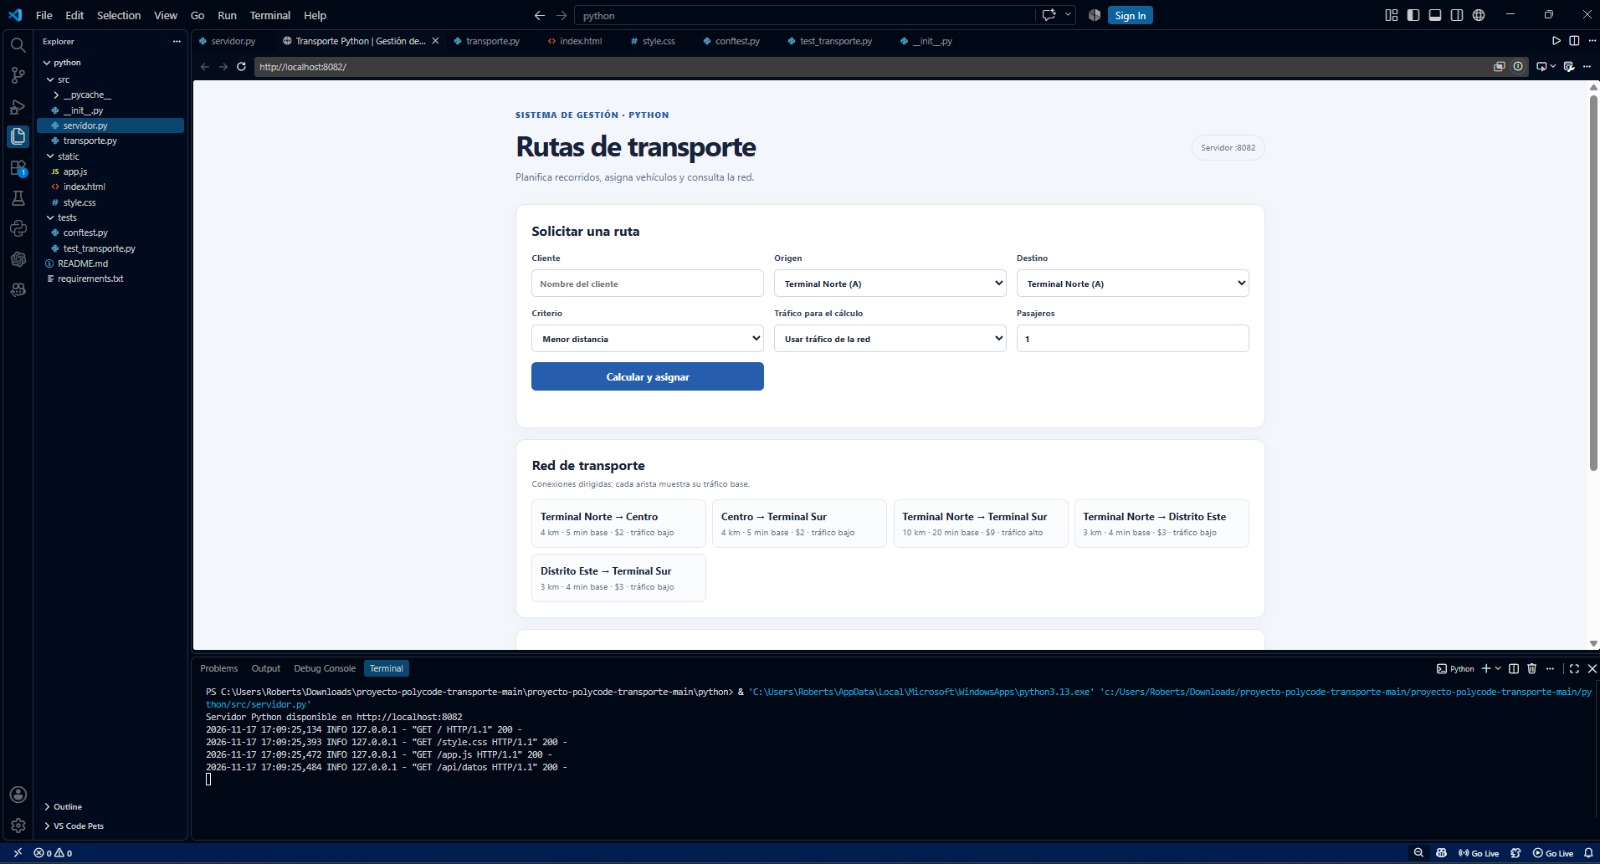 File Edit Selection View Go Run Terminal Help
python
Sign In
Explorer
servidor.py
Transporte Python | Gestión de...
transporte.py
index.html
style.css
conftest.py
test_transporte.py
__init__.py
http://localhost:8082/
python
src
__pycache__
__init__.py
servidor.py
transporte.py
static
JS app.js
index.html
# style.css
tests
conftest.py
test_transporte.py
README.md
requirements.txt
1
Outline
VS Code Pets
SISTEMA DE GESTIÓN · PYTHON
Rutas de transporte
Servidor :8082
Planifica recorridos, asigna vehículos y consulta la red.
Solicitar una ruta
Cliente Origen Destino
Nombre del cliente Terminal Norte (A) Terminal Norte (A)
Criterio Tráfico para el cálculo Pasajeros
Menor distancia Usar tráfico de la red 1
Calcular y asignar
Red de transporte
Conexiones dirigidas; cada arista muestra su tráfico base.
Terminal Norte → Centro
4 km · 5 min base · $2 · tráfico bajo
Centro → Terminal Sur
4 km · 5 min base · $2 · tráfico bajo
Terminal Norte → Terminal Sur
10 km · 20 min base · $9 · tráfico alto
Terminal Norte → Distrito Este
3 km · 4 min base · $3 · tráfico bajo
Distrito Este → Terminal Sur
3 km · 4 min base · $3 · tráfico bajo
Problems Output Debug Console Terminal
Python
PS C:\Users\Roberts\Downloads\proyecto-polycode-transporte-main\proyecto-polycode-transporte-main\python> & 'C:\Users\Roberts\AppData\Local\Microsoft\WindowsApps\python3.13.exe' 'c:/Users/Roberts/Downloads/proyecto-polycode-transporte-main/proyecto-polycode-transporte-main/py
thon/src/servidor.py'
Servidor Python disponible en http://localhost:8082
2026-11-17 17:09:25,134 INFO 127.0.0.1 - "GET / HTTP/1.1" 200 -
2026-11-17 17:09:25,393 INFO 127.0.0.1 - "GET /style.css HTTP/1.1" 200 -
2026-11-17 17:09:25,472 INFO 127.0.0.1 - "GET /app.js HTTP/1.1" 200 -
2026-11-17 17:09:25,484 INFO 127.0.0.1 - "GET /api/datos HTTP/1.1" 200 -
0 0
Go Live
Go Live